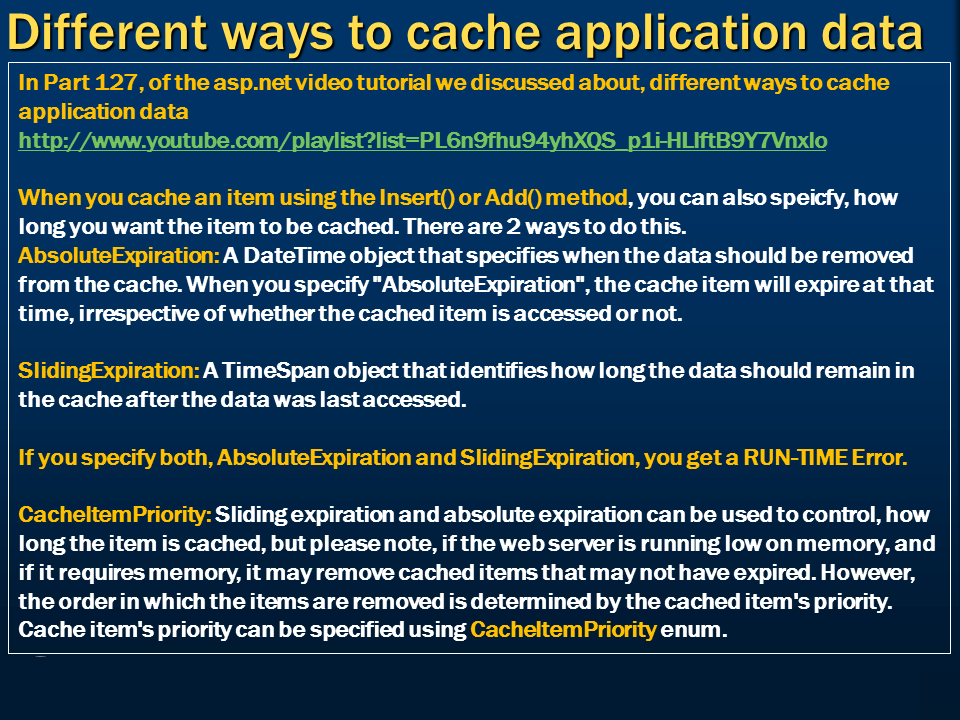 Different ways to cache application data
In Part 127, of the asp.net video tutorial we discussed about, different ways to cache
application data
http://www.youtube.com/playlist?list=PL6n9fhu94yhXQS_p1i-HLIftB9Y7Vnxlo
When you cache an item using the Insert() or Add() method, you can also speicfy, how
long you want the item to be cached. There are 2 ways to do this.
AbsoluteExpiration: A DateTime object that specifies when the data should be removed
from the cache. When you specify "AbsoluteExpiration", the cache item will expire at that
time, irrespective of whether the cached item is accessed or not.
SlidingExpiration: A TimeSpan object that identifies how long the data should remain in
the cache after the data was last accessed.
If you specify both, AbsoluteExpiration and SlidingExpiration, you get a RUN-TIME Error.
CacheItemPriority: Sliding expiration and absolute expiration can be used to control, how
long the item is cached, but please note, if the web server is running low on memory, and
if it requires memory, it may remove cached items that may not have expired. However,
the order in which the items are removed is determined by the cached item's priority.
Cache item's priority can be specified using CacheItemPriority enum.